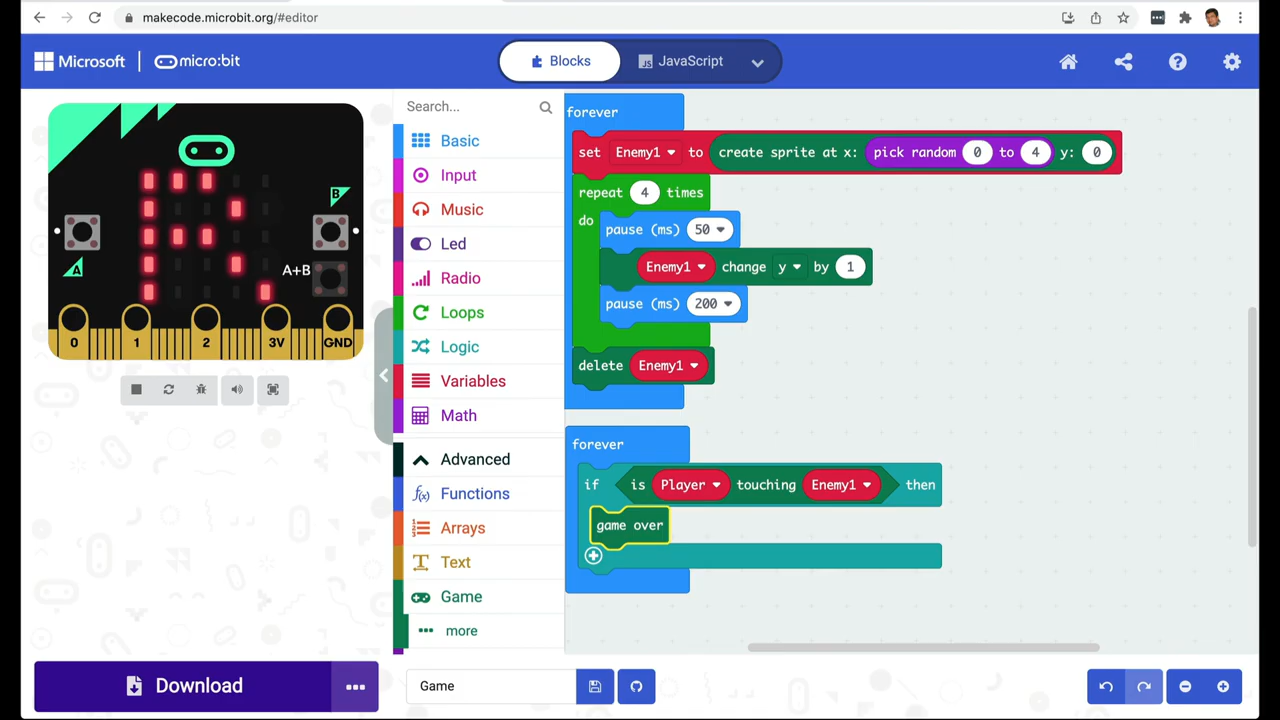 makecode.microbit.org/#editor
Microsoft
micro:bit
Blocks
JavaScript
JS
B
A
A+B
0 1 2 3V GND
Download
Search...
Basic
Input
Music
Led
Radio
Loops
Logic
Variables
Math
Advanced
f(x) Functions
Arrays
T Text
Game
more
forever
set Enemy1 to create sprite at x: pick random 0 to 4 y: 0
repeat 4 times
do
pause (ms) 50
Enemy1 change y by 1
pause (ms) 200
delete Enemy1
forever
if is Player touching Enemy1 then
game over
Game